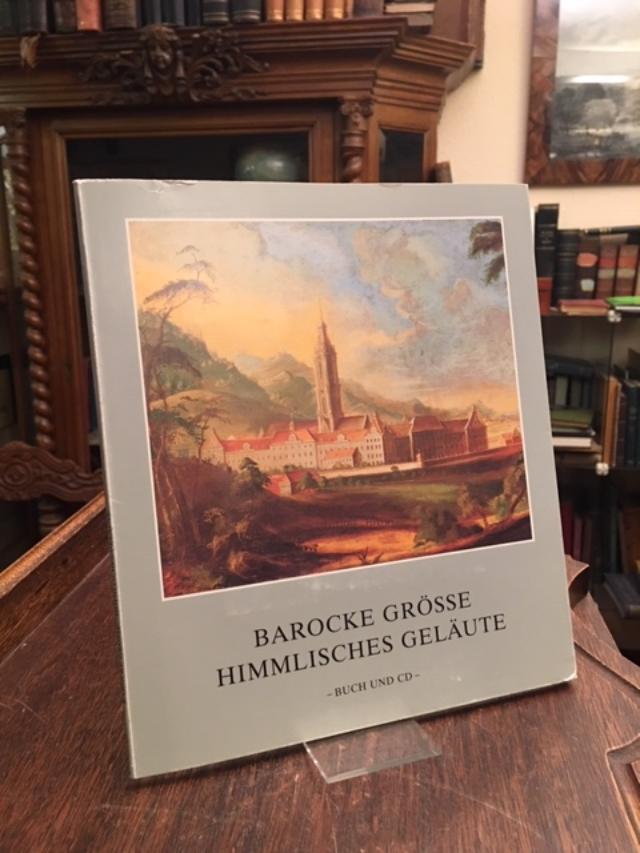 BAROCKE GRÖSSE
HIMMLISCHES GELÄUTE
– BUCH UND CD –